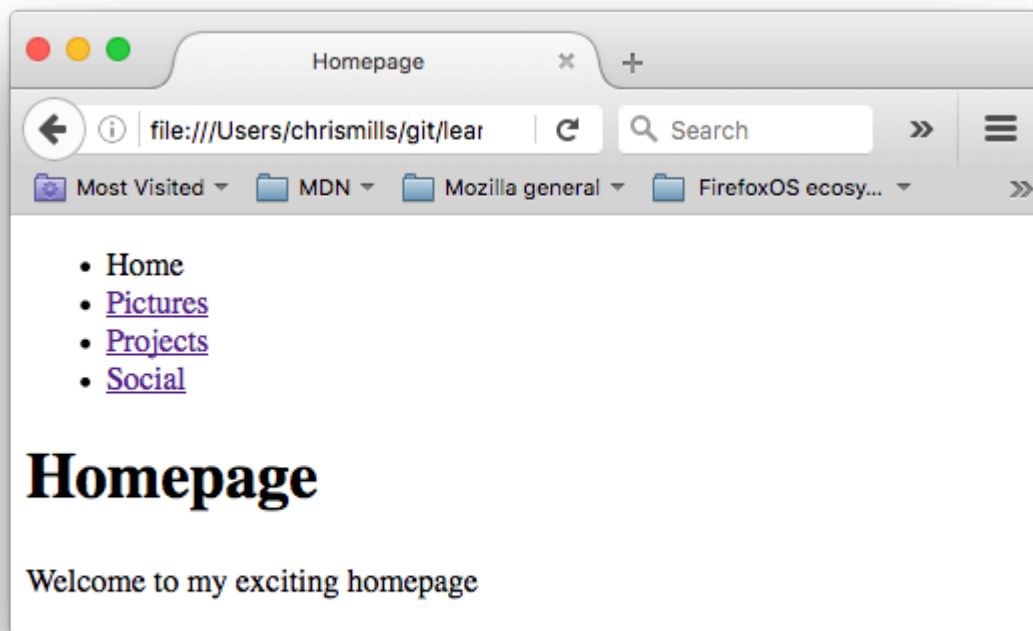 Homepage
file:///Users/chrismills/git/lear
Search
Most Visited MDN Mozilla general FirefoxOS ecosy...
Home
Pictures
Projects
Social
Homepage
Welcome to my exciting homepage